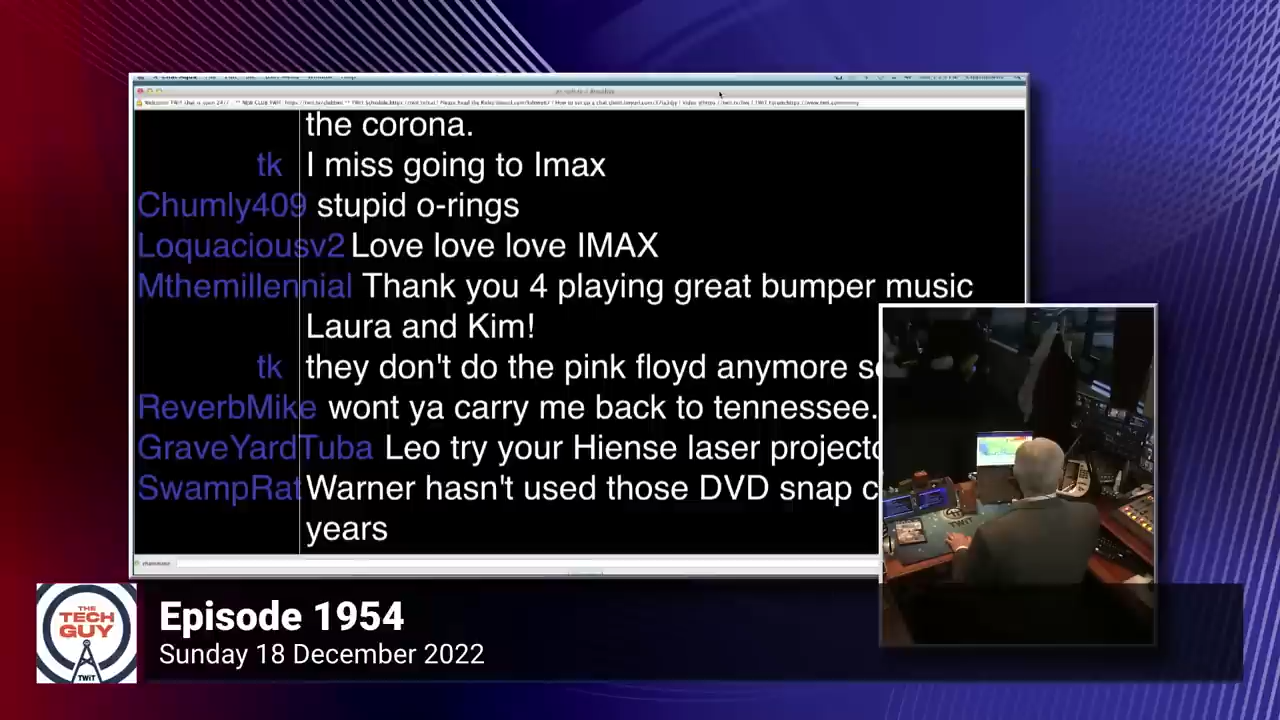 the corona.
tk I miss going to Imax
Chumly409 stupid o-rings
Loquaciousv2 Love love love IMAX
Mthemillennial Thank you 4 playing great bumper music
Laura and Kim!
tk they don't do the pink floyd anymore
ReverbMike wont ya carry me back to tennessee.
GraveYardTuba Leo try your Hiense laser
SwampRat Warner hasn't used those DVD snap
years
THE
TECH
GUY
TWiT
Episode 1954
Sunday 18 December 2022
TWiT